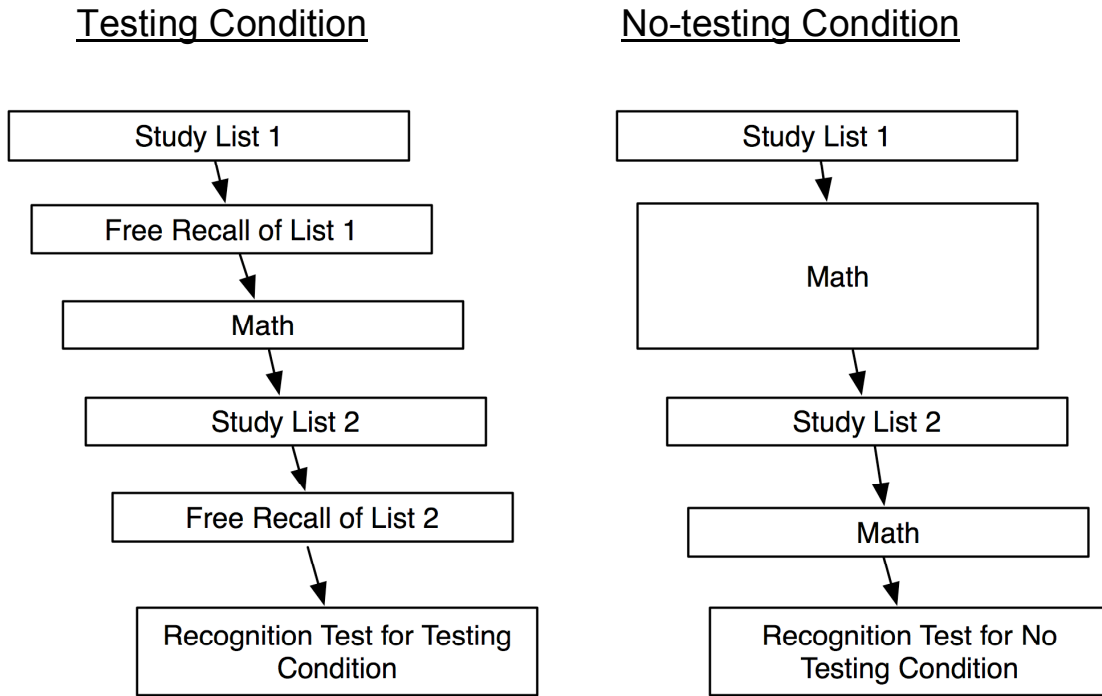 Testing Condition
Study List 1
Free Recall of List 1
Math
Study List 2
Free Recall of List 2
Recognition Test for Testing
Condition
No-testing Condition
Study List 1
Math
Study List 2
Math
Recognition Test for No
Testing Condition